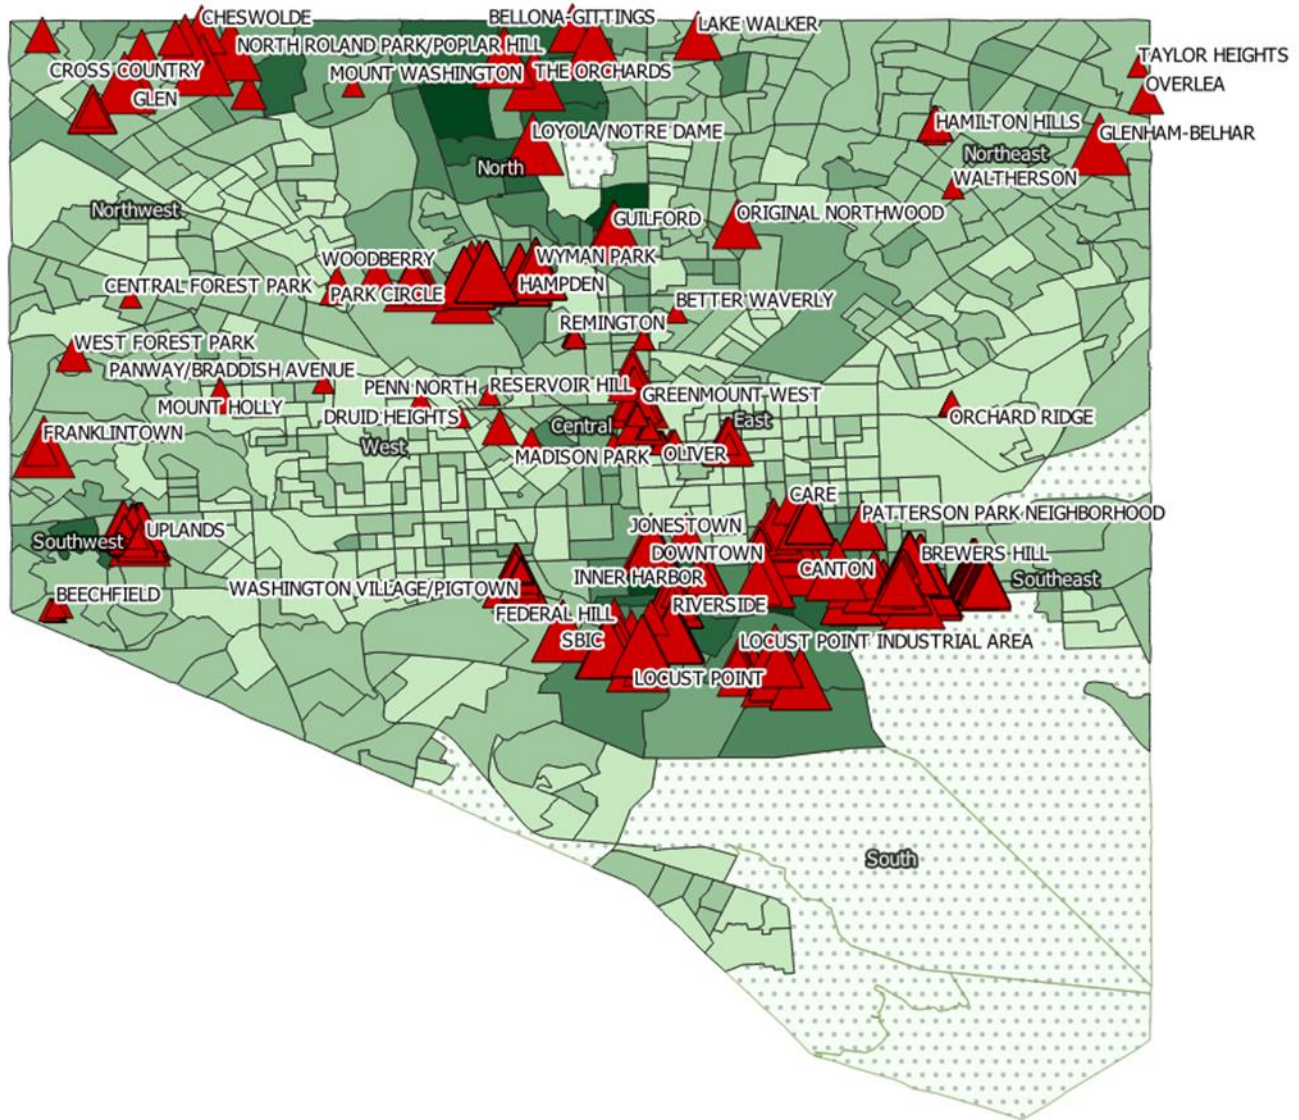 CHESWOLDE
BELLONA-GITTINGS
LAKE WALKER
NORTH ROLAND PARK/POPLAR HILL
TAYLOR HEIGHTS
CROSS COUNTRY
MOUNT WASHINGTON
THE ORCHARDS
OVERLEA
GLEN
HAMILTON HILLS
LOYOLA/NOTRE DAME
GLENHAM-BELHAR
Northeast
North
WALTHERSON
Northwest
GUILFORD
ORIGINAL NORTHWOOD
WOODBERRY
WYMAN PARK
CENTRAL FOREST PARK
PARK CIRCLE
HAMPDEN
BETTER WAVERLY
REMINGTON
WEST FOREST PARK
PANWAY/BRADDISH AVENUE
PENN NORTH
RESERVOIR HILL
GREENMOUNT WEST
MOUNT HOLLY
DRUID HEIGHTS
Central
East
ORCHARD RIDGE
FRANKLINTOWN
West
MADISON PARK
OLIVER
CARE
PATTERSON PARK NEIGHBORHOOD
UPLANDS
JONESTOWN
Southwest
DOWNTOWN
BREWERS HILL
CANTON
INNER HARBOR
Southeast
BEECHFIELD
WASHINGTON VILLAGE/PIGTOWN
RIVERSIDE
FEDERAL HILL
SBIC
LOCUST POINT INDUSTRIAL AREA
LOCUST POINT
South